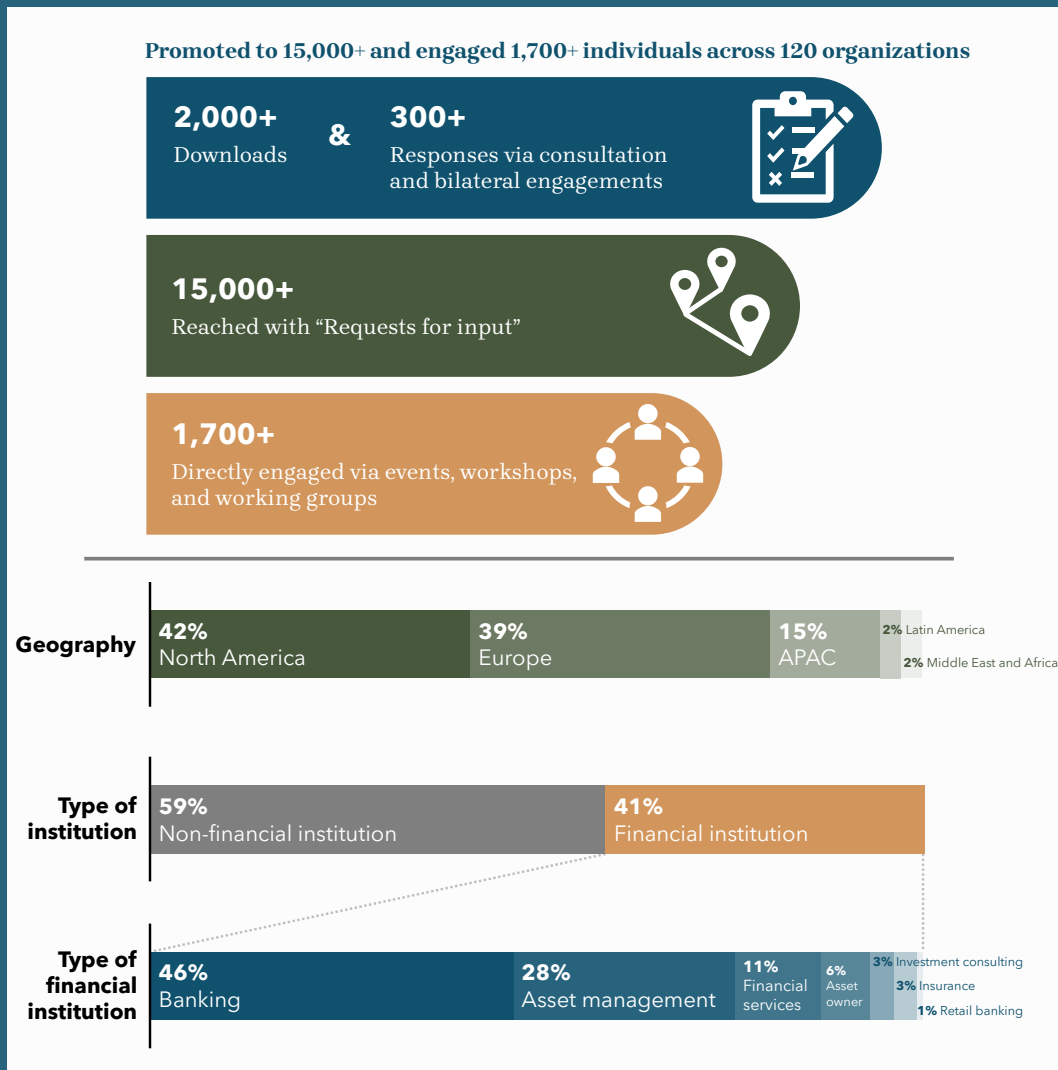 Promoted to 15,000+ and engaged 1,700+ individuals across 120 organizations
2,000+
Downloads
&
300+
Responses via consultation
and bilateral engagements
15,000+
Reached with “Requests for input”
1,700+
Directly engaged via events, workshops,
and working groups
Geography
42%
North America
39%
Europe
15%
APAC
2% Latin America
2% Middle East and Africa
Type of
institution
59%
Non-financial institution
41%
Financial institution
Type of
financial
institution
46%
Banking
28%
Asset management
11%
Financial
services
6%
Asset
owner
3% Investment consulting
3% Insurance
1% Retail banking